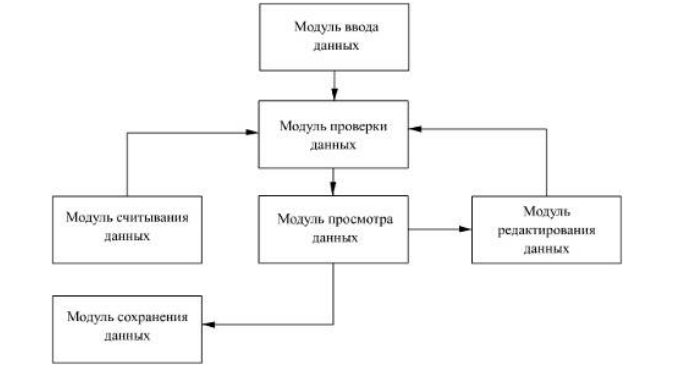 Модуль ввода
данных
Модуль проверки
данных
Модуль считывания
данных
Модуль просмотра
данных
Модуль
редактирования
данных
Модуль сохранения
данных